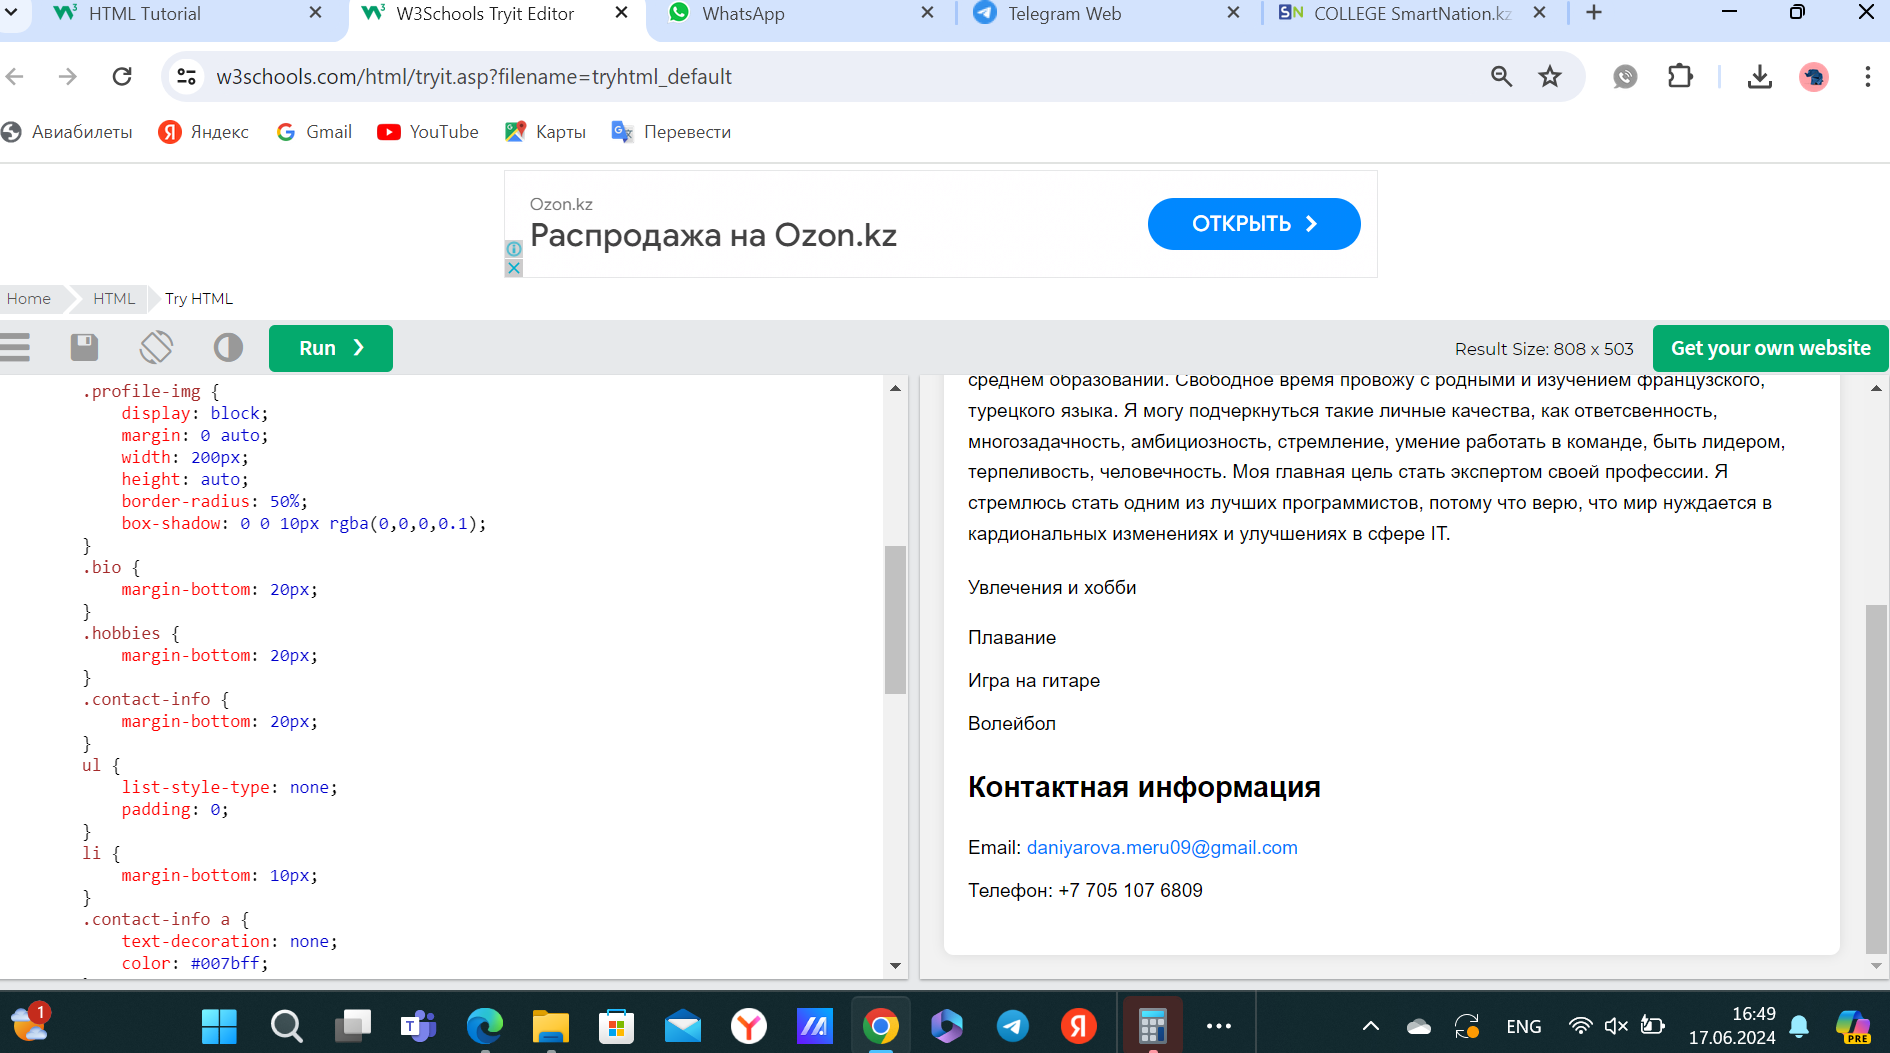 HTML Tutorial
W3Schools Tryit Editor
WhatsApp
Telegram Web
SN COLLEGE SmartNation.kz
w3schools.com/html/tryit.asp?filename=tryhtml_default
Авиабилеты
Яндекс
Gmail
YouTube
Карты
Перевести
Ozon.kz
Распродажа на Ozon.kz
ОТКРЫТЬ
Home
HTML
Try HTML
Run ❯
Result Size: 808 x 503
Get your own website
.profile-img {
display: block;
margin: 0 auto;
width: 200px;
height: auto;
border-radius: 50%;
box-shadow: 0 0 10px rgba(0,0,0,0.1);
}
.bio {
margin-bottom: 20px;
}
.hobbies {
margin-bottom: 20px;
}
.contact-info {
margin-bottom: 20px;
}
ul {
list-style-type: none;
padding: 0;
}
li {
margin-bottom: 10px;
}
.contact-info a {
text-decoration: none;
color: #007bff;
среднем образовании. Свободное время провожу с родными и изучением французского,
турецкого языка. Я могу подчеркнуться такие личные качества, как ответсвенность,
многозадачность, амбициозность, стремление, умение работать в команде, быть лидером,
терпеливость, человечность. Моя главная цель стать экспертом своей профессии. Я
стремлюсь стать одним из лучших программистов, потому что верю, что мир нуждается в
кардиональных изменениях и улучшениях в сфере IT.
Увлечения и хобби
Плавание
Игра на гитаре
Волейбол
Контактная информация
Email: daniyarova.meru09@gmail.com
Телефон: +7 705 107 6809
1
ENG
16:49
17.06.2024
PRE